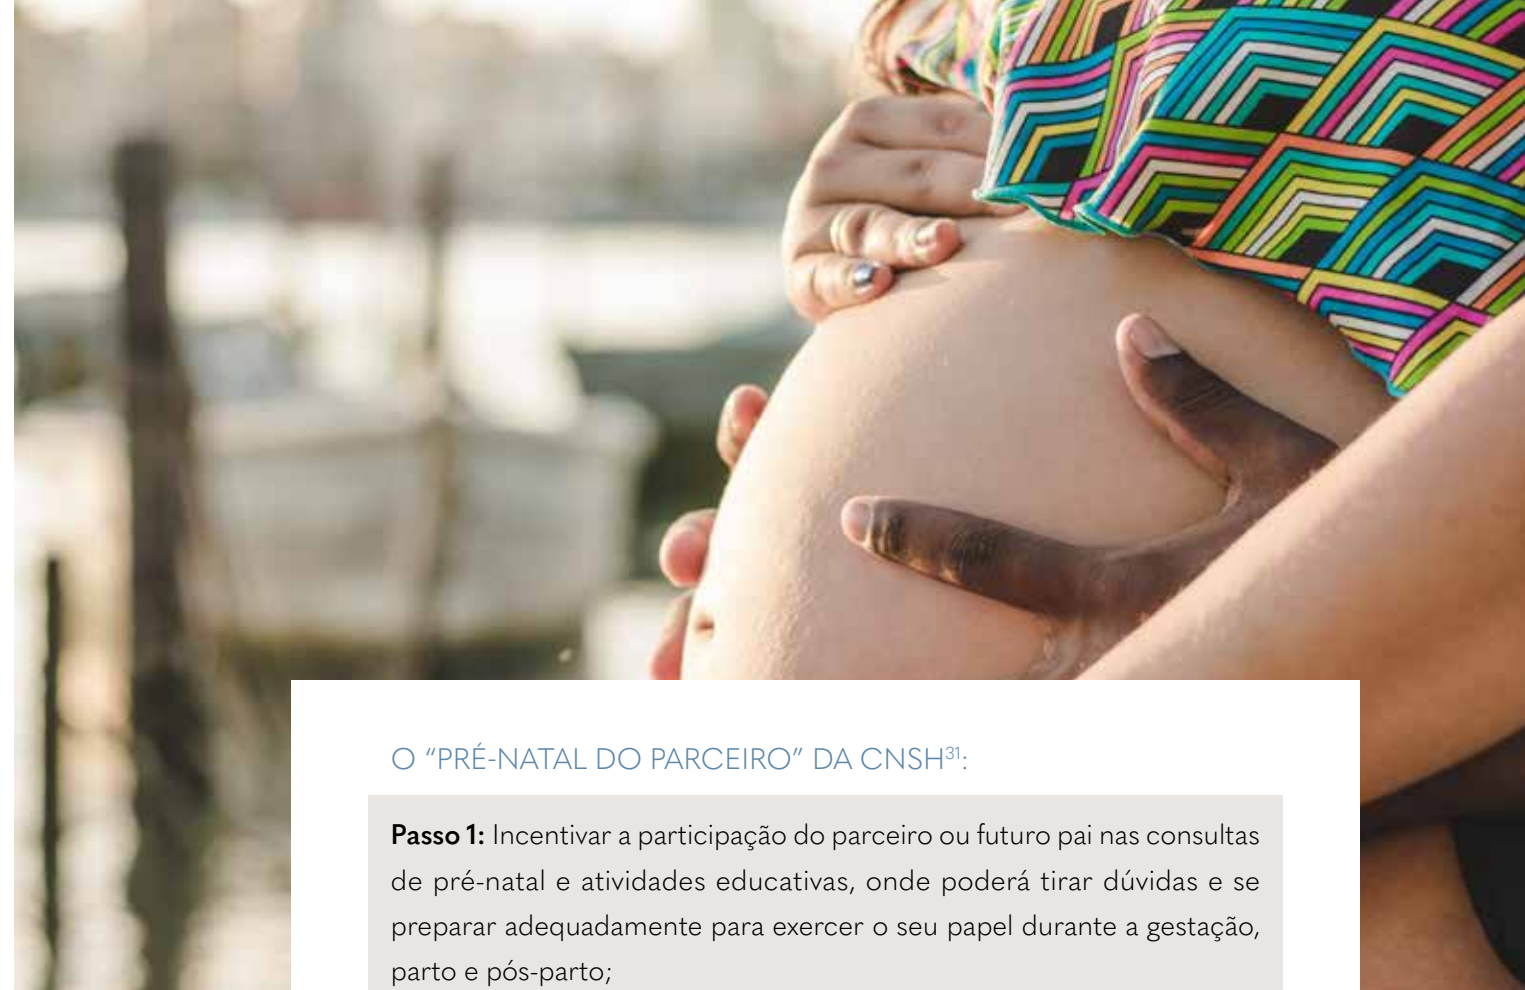 O “PRÉ-NATAL DO PARCEIRO” DA CNSH³¹:
Passo 1: Incentivar a participação do parceiro ou futuro pai nas consultas
de pré-natal e atividades educativas, onde poderá tirar dúvidas e se
preparar adequadamente para exercer o seu papel durante a gestação,
parto e pós-parto;